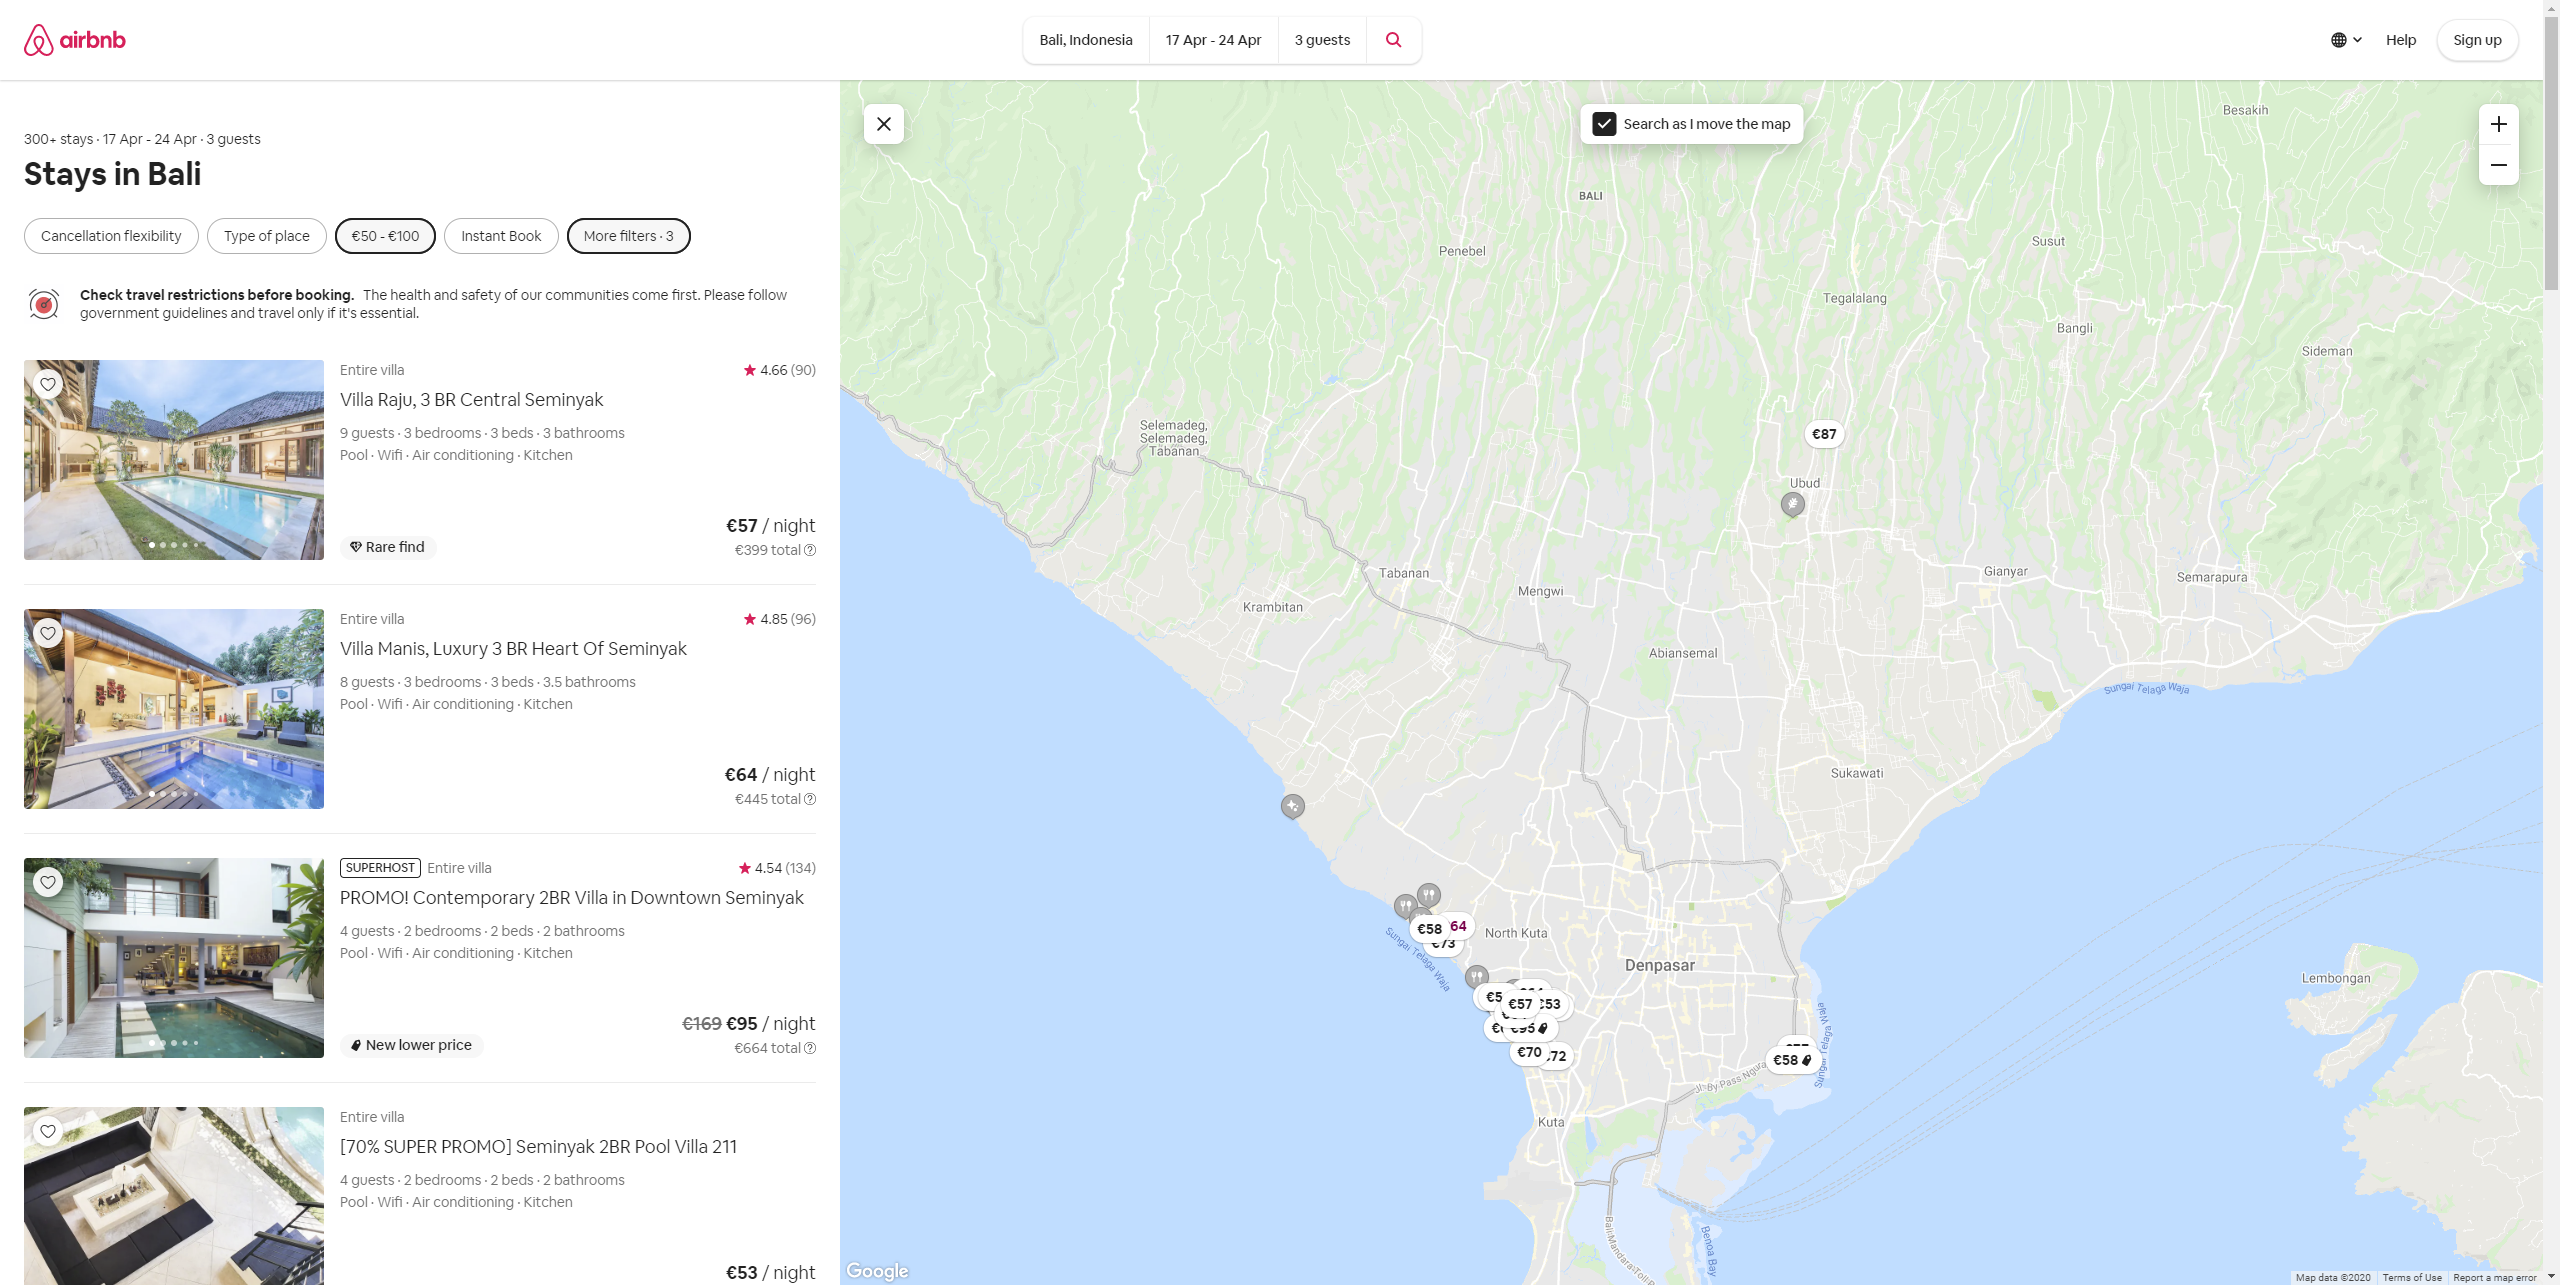 airbnb
Bali, Indonesia
17 Apr - 24 Apr
3 guests
Help
Sign up
300+ stays · 17 Apr - 24 Apr · 3 guests
Stays in Bali
Cancellation flexibility
Type of place
€50 - €100
Instant Book
More filters · 3
Check travel restrictions before booking. The health and safety of our communities come first. Please follow
government guidelines and travel only if it's essential.
Entire villa
4.66 (90)
Villa Raju, 3 BR Central Seminyak
9 guests · 3 bedrooms · 3 beds · 3 bathrooms
Pool · Wifi · Air conditioning · Kitchen
€57 / night
Rare find
€399 total
Entire villa
4.85 (96)
Villa Manis, Luxury 3 BR Heart Of Seminyak
8 guests · 3 bedrooms · 3 beds · 3.5 bathrooms
Pool · Wifi · Air conditioning · Kitchen
€64 / night
€445 total
SUPERHOST Entire villa
4.54 (134)
PROMO! Contemporary 2BR Villa in Downtown Seminyak
4 guests · 2 bedrooms · 2 beds · 2 bathrooms
Pool · Wifi · Air conditioning · Kitchen
€169 €95 / night
New lower price
€664 total
Entire villa
[70% SUPER PROMO] Seminyak 2BR Pool Villa 211
4 guests · 2 bedrooms · 2 beds · 2 bathrooms
Pool · Wifi · Air conditioning · Kitchen
€53 / night
Search as I move the map
Besakih
BALI
Penebel
Susut
Tegalalang
Bangli
Sideman
Selemadeg,
Selemadeg,
Tabanan
€87
Ubud
Tabanan
Mengwi
Gianyar
Semarapura
Krambitan
Abiansemal
Sungai Telaga Waja
Sukawati
64
€58
€73
North Kuta
Sungai Telaga Waja
Denpasar
Lembongan
€57
€53
€95
€70
€72
€58
Sungai Telaga Waja
Jl. By Pass Ngura
Kuta
Bali Mandara Toll
Benoa Bay
Google
Map data ©2020
Terms of Use
Report a map error